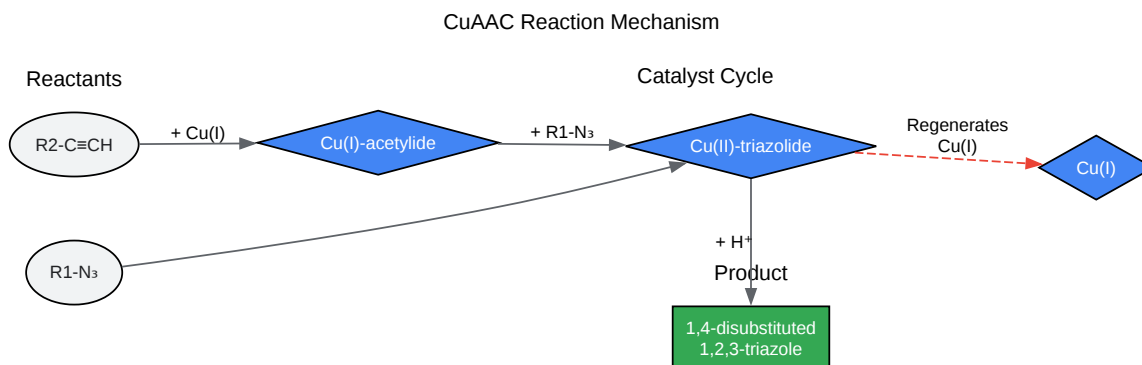 CuAAC Reaction Mechanism
Reactants
Catalyst Cycle
R2-C≡CH
+ Cu(I)
Cu(I)-acetylide
+ R1-N₃
Cu(II)-triazolide
Regenerates
Cu(I)
Cu(I)
R1-N₃
+ H⁺
Product
1,4-disubstituted
1,2,3-triazole